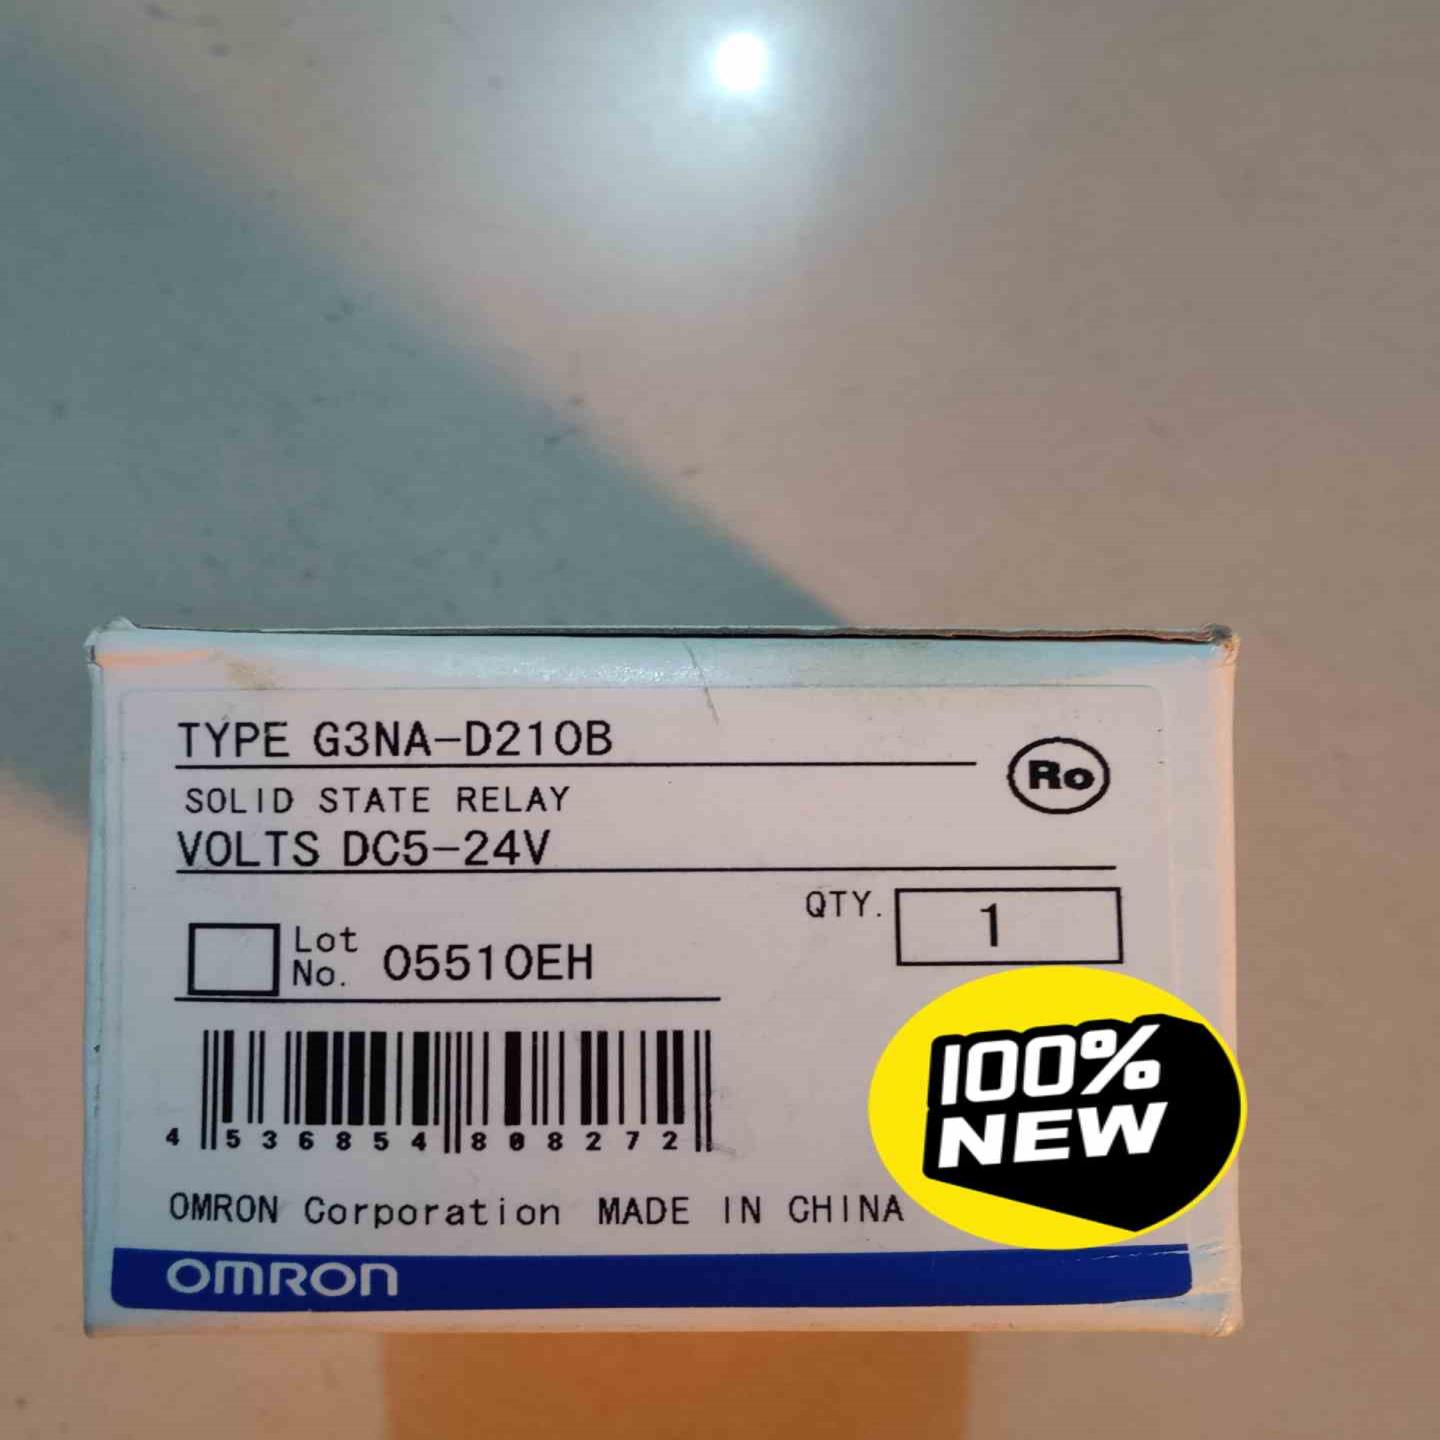 TYPE G3NA-D210B
Ro
SOLID STATE RELAY
VOLTS DC5-24V
QTY. 1
Lot No. 05510EH
4 536854 808272
100% NEW
OMRON Corporation MADE IN CHINA
OMRON